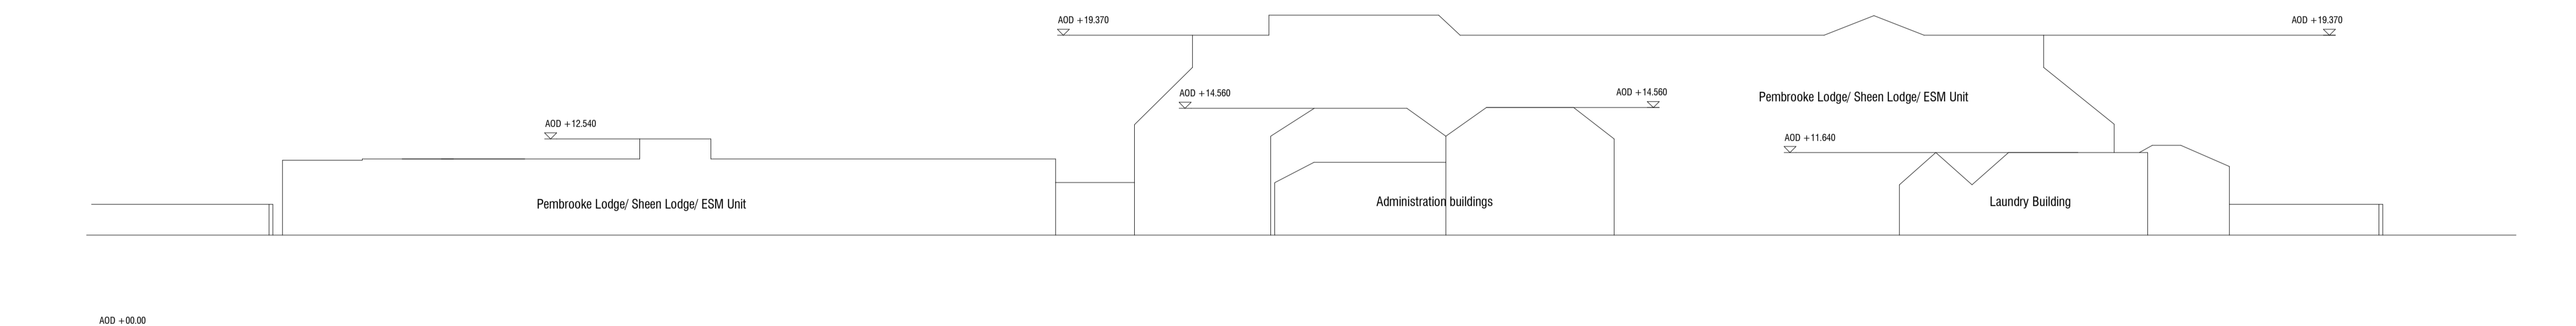 AOD +19.370
AOD +19.370
AOD +14.560
AOD +14.560
Pembrooke Lodge/ Sheen Lodge/ ESM Unit
AOD +12.540
AOD +11.640
Pembrooke Lodge/ Sheen Lodge/ ESM Unit
Administration buildings
Laundry Building
AOD +00.00